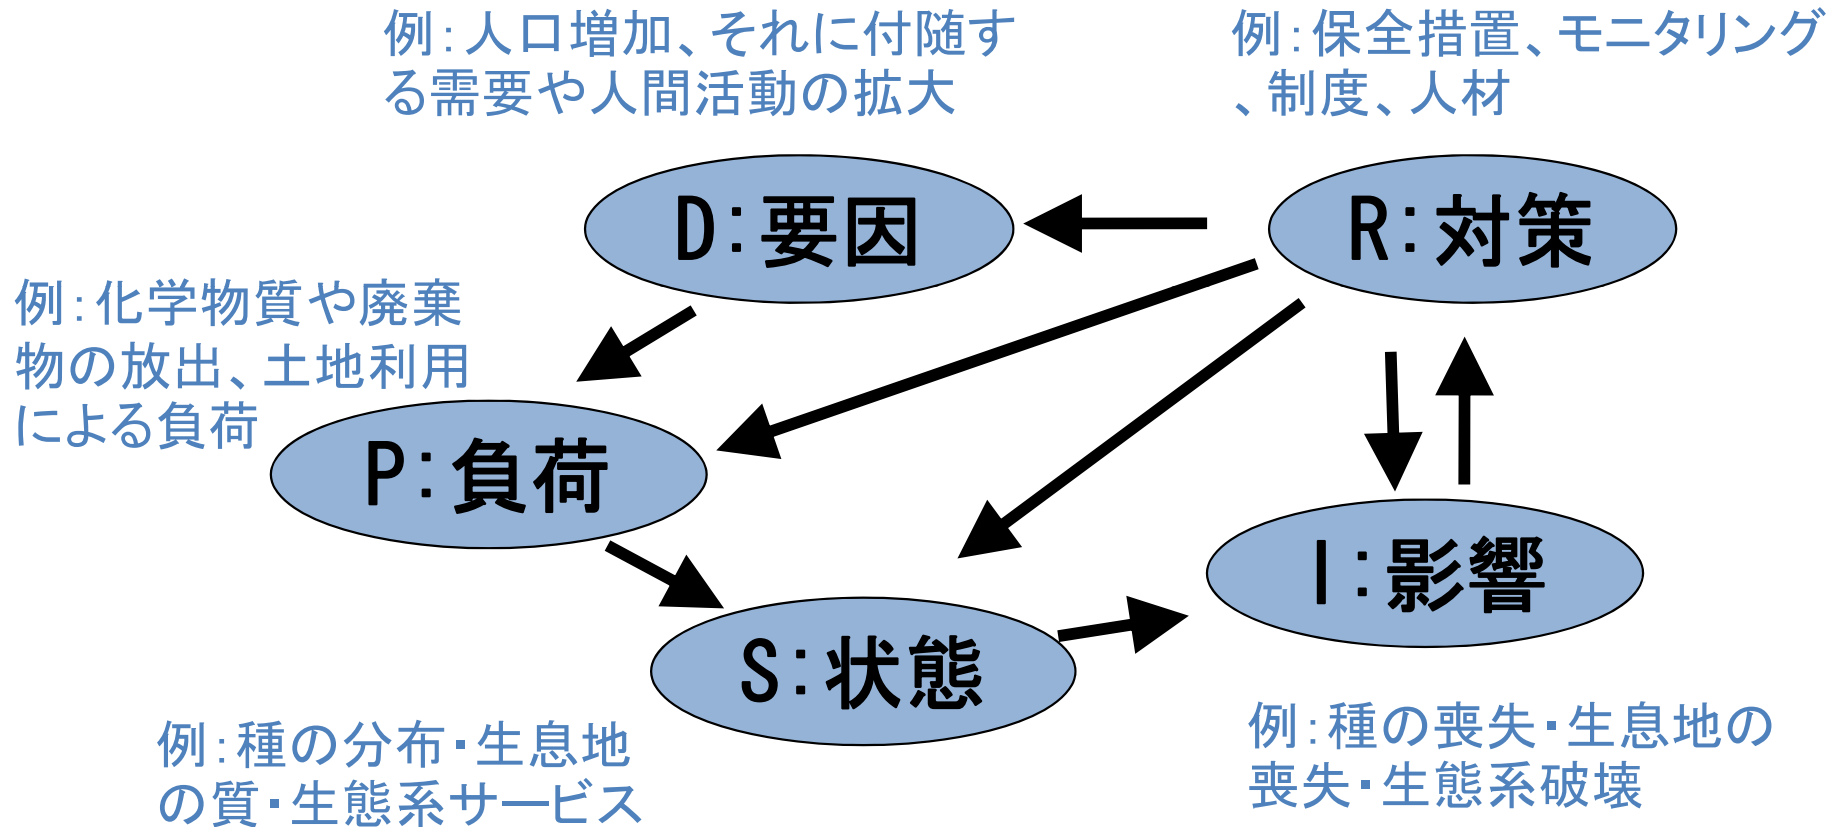 例：人口増加、それに付随す
る需要や人間活動の拡大
例：保全措置、モニタリング
、制度、人材
D：要因
R：対策
例：化学物質や廃棄
物の放出、土地利用
による負荷
P：負荷
I：影響
S：状態
例：種の分布・生息地
の質・生態系サービス
例：種の喪失・生息地の
喪失・生態系破壊